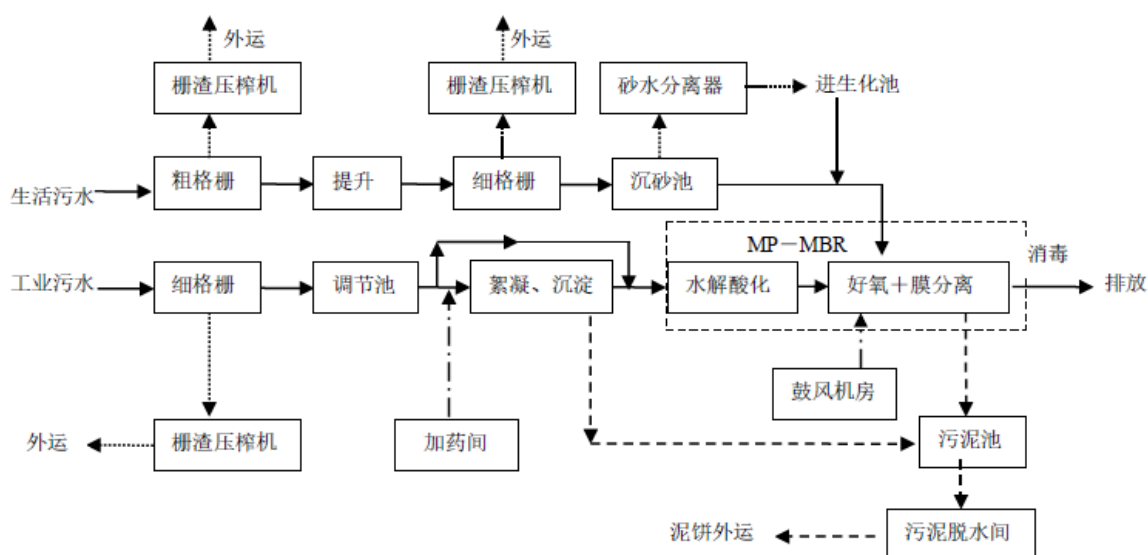 外运
外运
栅渣压榨机
栅渣压榨机
砂水分离器
进生化池
生活污水
粗格栅
提升
细格栅
沉砂池
MP-MBR
消毒
工业污水
细格栅
调节池
絮凝、沉淀
水解酸化
好氧+膜分离
排放
鼓风机房
外运
栅渣压榨机
加药间
污泥池
泥饼外运
污泥脱水间